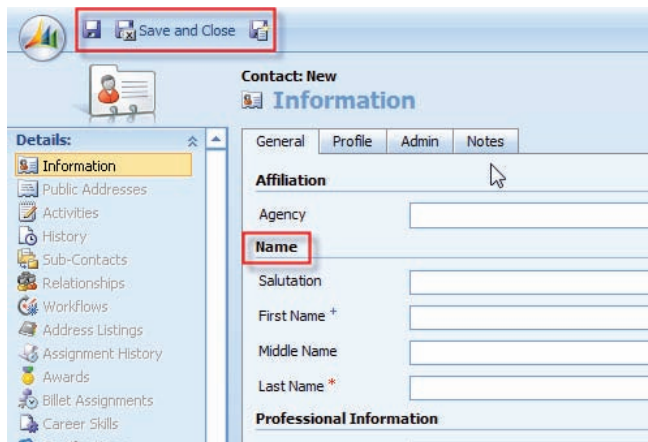 Save and Close
Contact: New
Information
Details:
Information
Public Addresses
Activities
History
Sub-Contacts
Relationships
Workflows
Address Listings
Assignment History
Awards
Billet Assignments
Career Skills
General Profile Admin Notes
Affiliation
Agency
Name
Salutation
First Name +
Middle Name
Last Name *
Professional Information